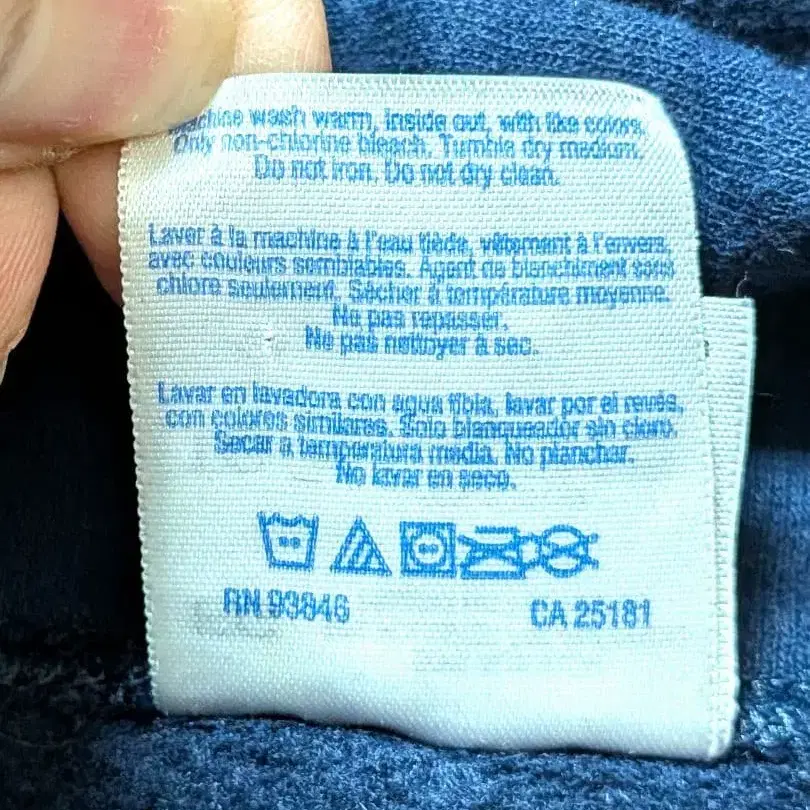 Machine wash warm, inside out, with like colors.
Only non-chlorine bleach. Tumble dry medium.
Do not iron. Do not dry clean.
Laver à la machine à l'eau tiède, vêtement à l'envers,
avec couleurs semblables. Agent de blanchiment sans
chlore seulement. Sécher à température moyenne.
Ne pas repasser.
Ne pas nettoyer à sec.
Lavar en lavadora con agua tibia, lavar por el revés,
con colores similares. Solo blanqueador sin cloro.
Secar a temperatura media. No planchar.
No lavar en seco.
RN 93846
CA 25181